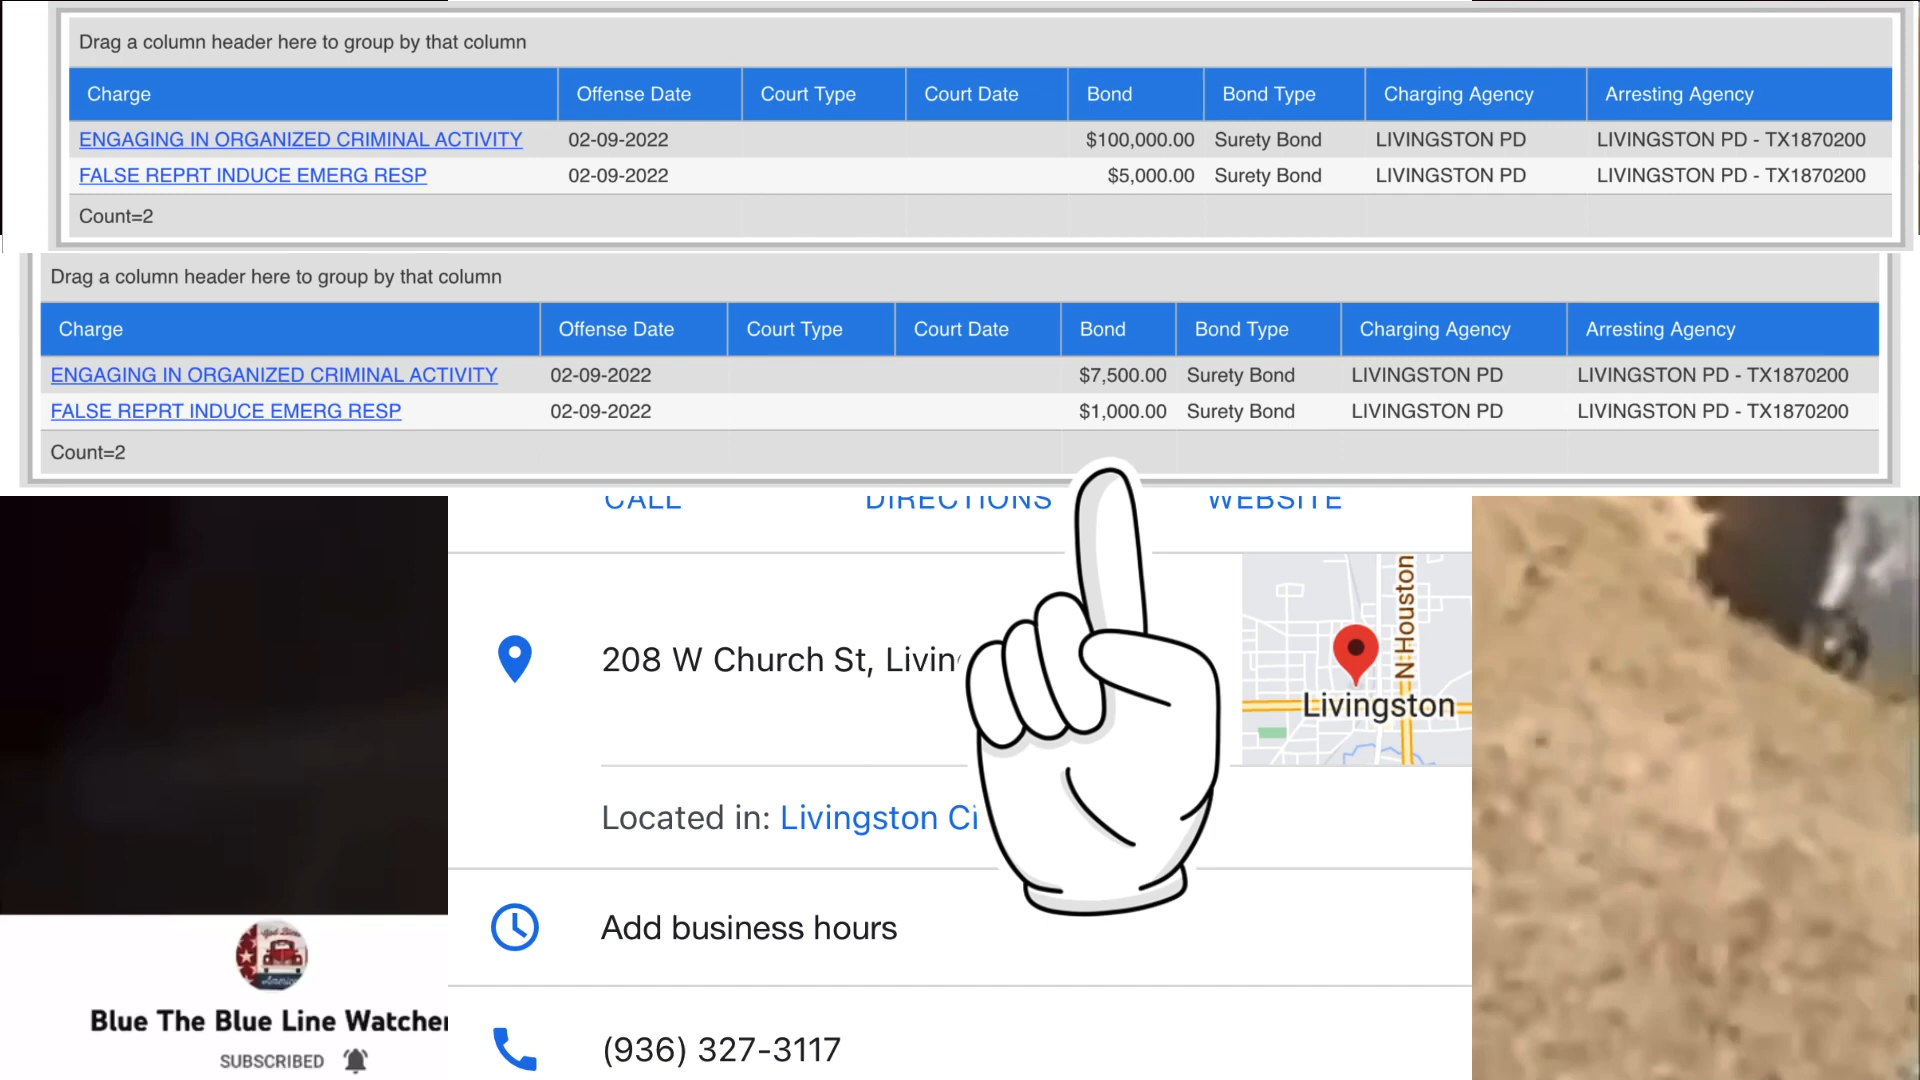 Drag a column header here to group by that column
Charge Offense Date Court Type Court Date Bond Bond Type Charging Agency Arresting Agency
ENGAGING IN ORGANIZED CRIMINAL ACTIVITY 02-09-2022 $100,000.00 Surety Bond LIVINGSTON PD LIVINGSTON PD - TX1870200
FALSE REPRT INDUCE EMERG RESP 02-09-2022 $5,000.00 Surety Bond LIVINGSTON PD LIVINGSTON PD - TX1870200
Count=2
Drag a column header here to group by that column
Charge Offense Date Court Type Court Date Bond Bond Type Charging Agency Arresting Agency
ENGAGING IN ORGANIZED CRIMINAL ACTIVITY 02-09-2022 $7,500.00 Surety Bond LIVINGSTON PD LIVINGSTON PD - TX1870200
FALSE REPRT INDUCE EMERG RESP 02-09-2022 $1,000.00 Surety Bond LIVINGSTON PD LIVINGSTON PD - TX1870200
Count=2
CALL DIRECTIONS WEBSITE
208 W Church St, Livin
N Houston
Livingston
Located in: Livingston Ci
Add business hours
(936) 327-3117
God Bless
America
Blue The Blue Line Watcher
SUBSCRIBED